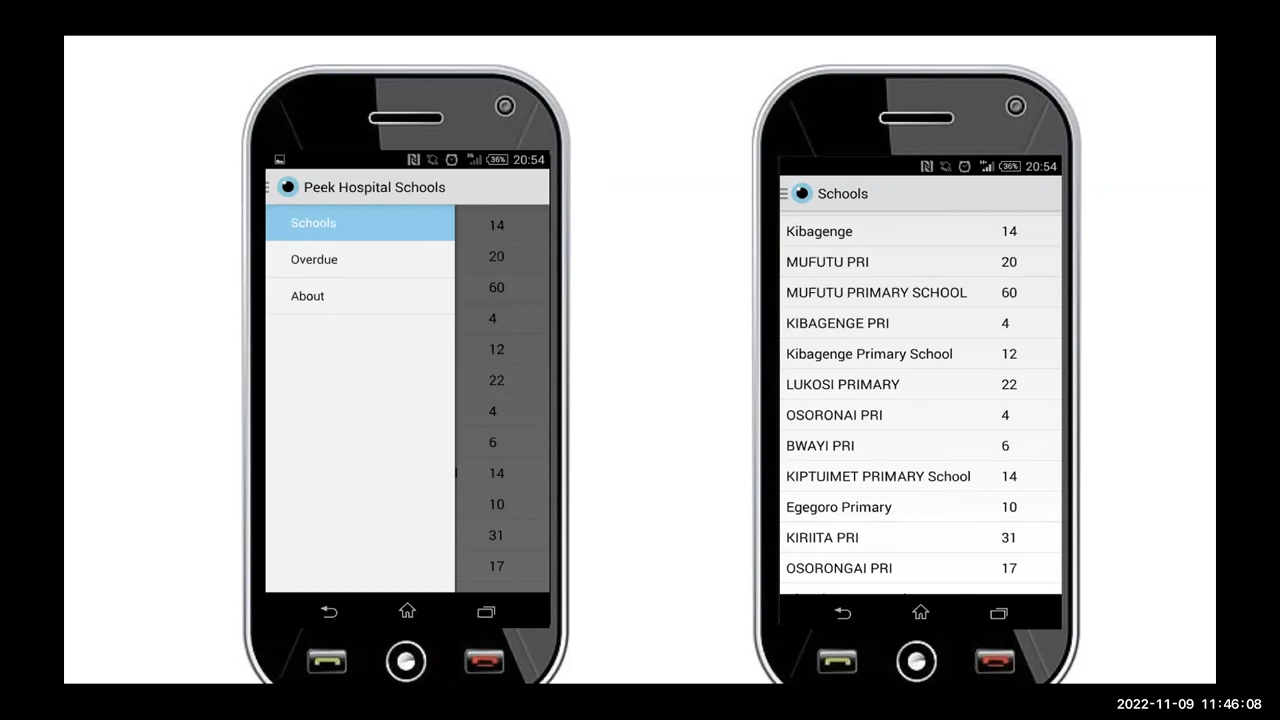 36% 20:54
Peek Hospital Schools
Schools
Overdue
About
14
20
60
4
12
22
4
6
14
10
31
17
36% 20:54
Schools
Kibagenge 14
MUFUTU PRI 20
MUFUTU PRIMARY SCHOOL 60
KIBAGENGE PRI 4
Kibagenge Primary School 12
LUKOSI PRIMARY 22
OSORONAI PRI 4
BWAYI PRI 6
KIPTUIMET PRIMARY School 14
Egegoro Primary 10
KIRIITA PRI 31
OSORONGAI PRI 17
2022-11-09 11:46:08